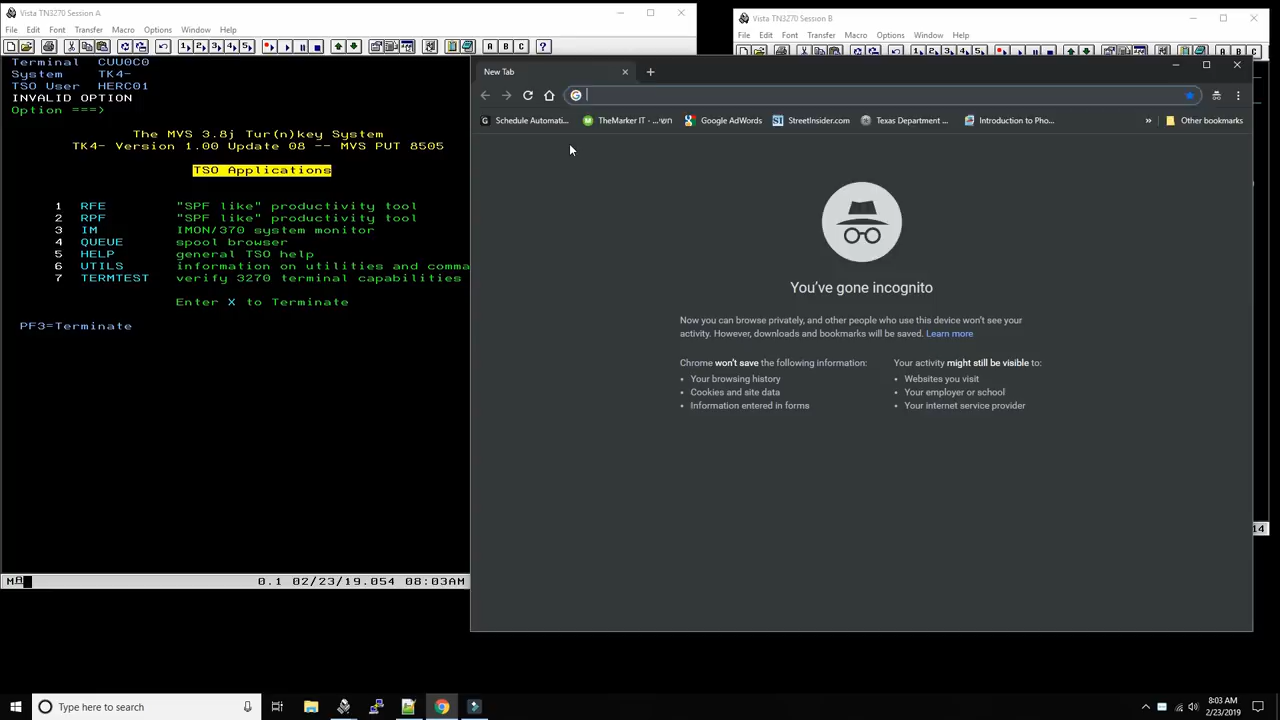 Vista TN3270 Session A
File Edit Font Transfer Macro Options Window Help
A B C ?
Terminal CUU0C0
System TK4-
TSO User HERC01
INVALID OPTION
Option ===>
The MVS 3.8j Tur(n)key System
TK4- Version 1.00 Update 08 -- MVS PUT 8505
TSO Applications
1 RFE "SPF like" productivity tool
2 RPF "SPF like" productivity tool
3 IM IMON/370 system monitor
4 QUEUE spool browser
5 HELP general TSO help
6 UTILS information on utilities and comma
7 TERMTEST verify 3270 terminal capabilities
Enter X to Terminate
PF3=Terminate
0.1 02/23/19.054 08:03AM
Vista TN3270 Session B
File Edit Font Transfer Macro Options Window Help
New Tab
Schedule Automati... TheMarker IT - ...חשי Google AdWords StreetInsider.com Texas Department ... Introduction to Pho... » Other bookmarks
You've gone incognito
Now you can browse privately, and other people who use this device won't see your
activity. However, downloads and bookmarks will be saved. Learn more
Chrome won't save the following information:
Your browsing history
Cookies and site data
Information entered in forms
Your activity might still be visible to:
Websites you visit
Your employer or school
Your internet service provider
14
Type here to search
8:03 AM
2/23/2019